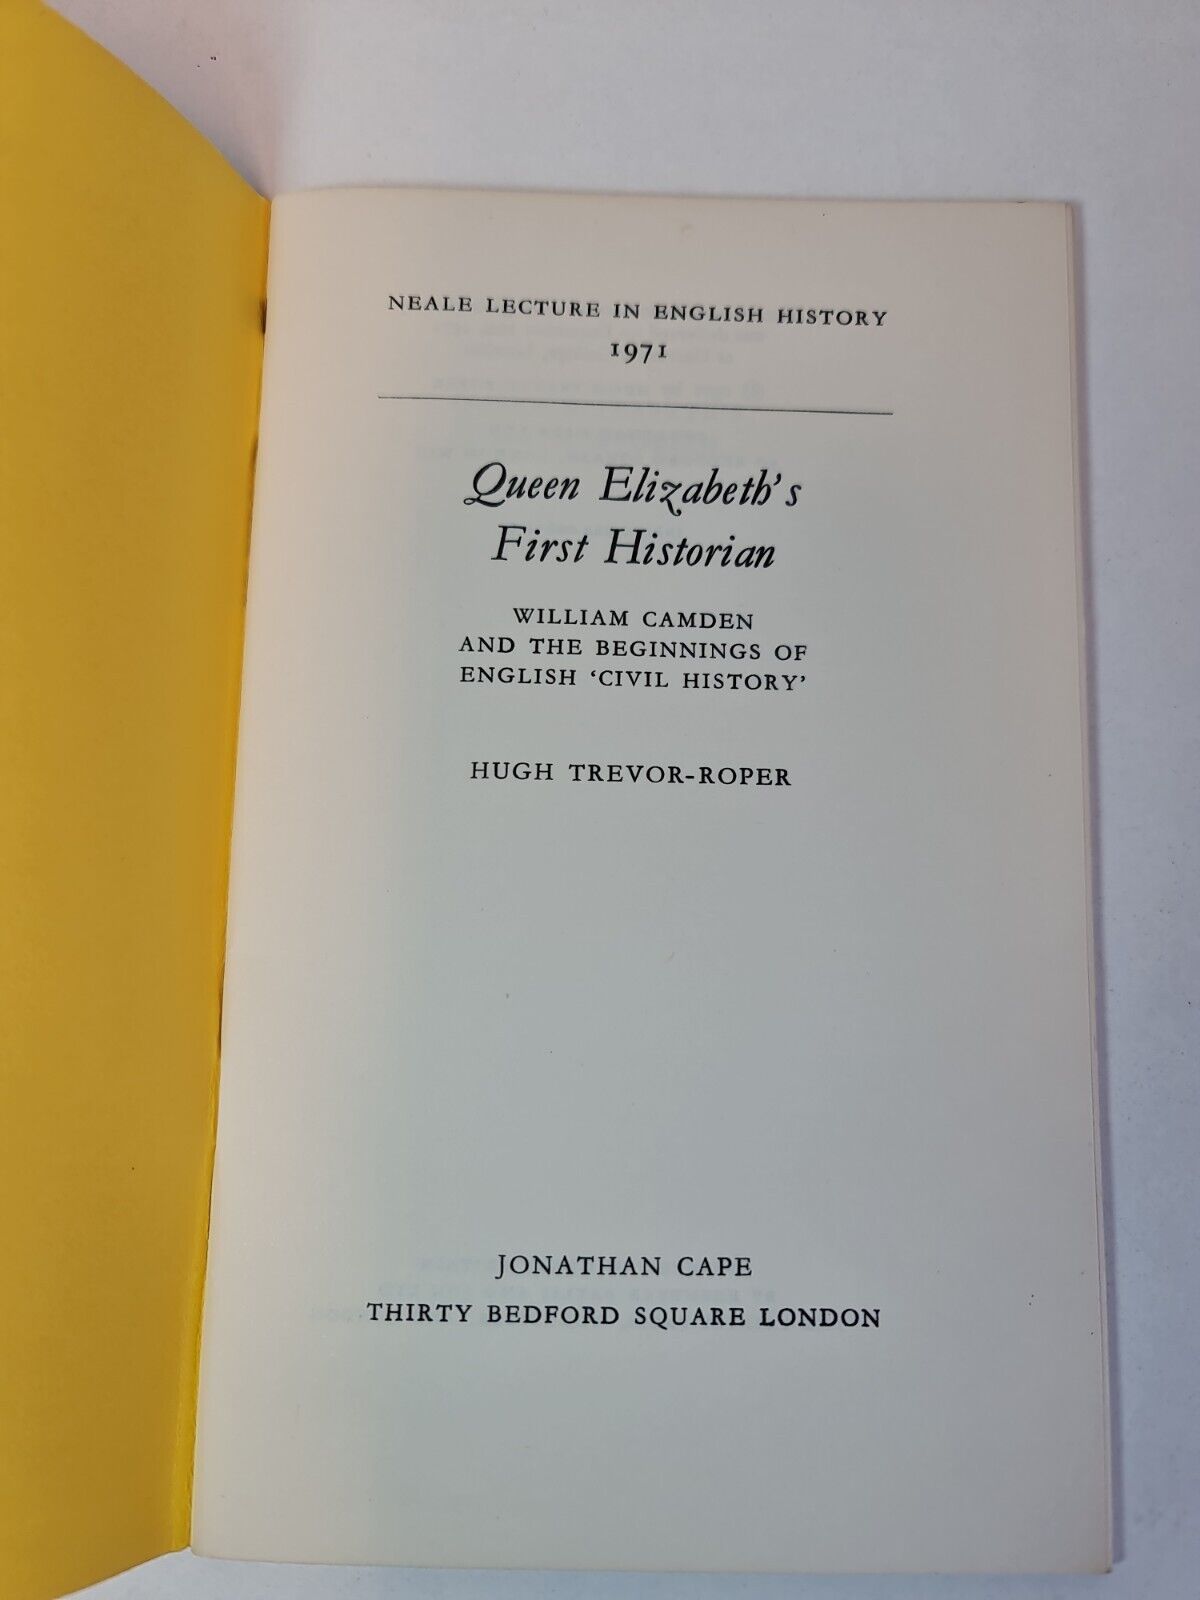 NEALE LECTURE IN ENGLISH HISTORY
1971
Queen Elizabeth's
First Historian
WILLIAM CAMDEN
AND THE BEGINNINGS OF
ENGLISH ‘CIVIL HISTORY’
HUGH TREVOR-ROPER
JONATHAN CAPE
THIRTY BEDFORD SQUARE LONDON